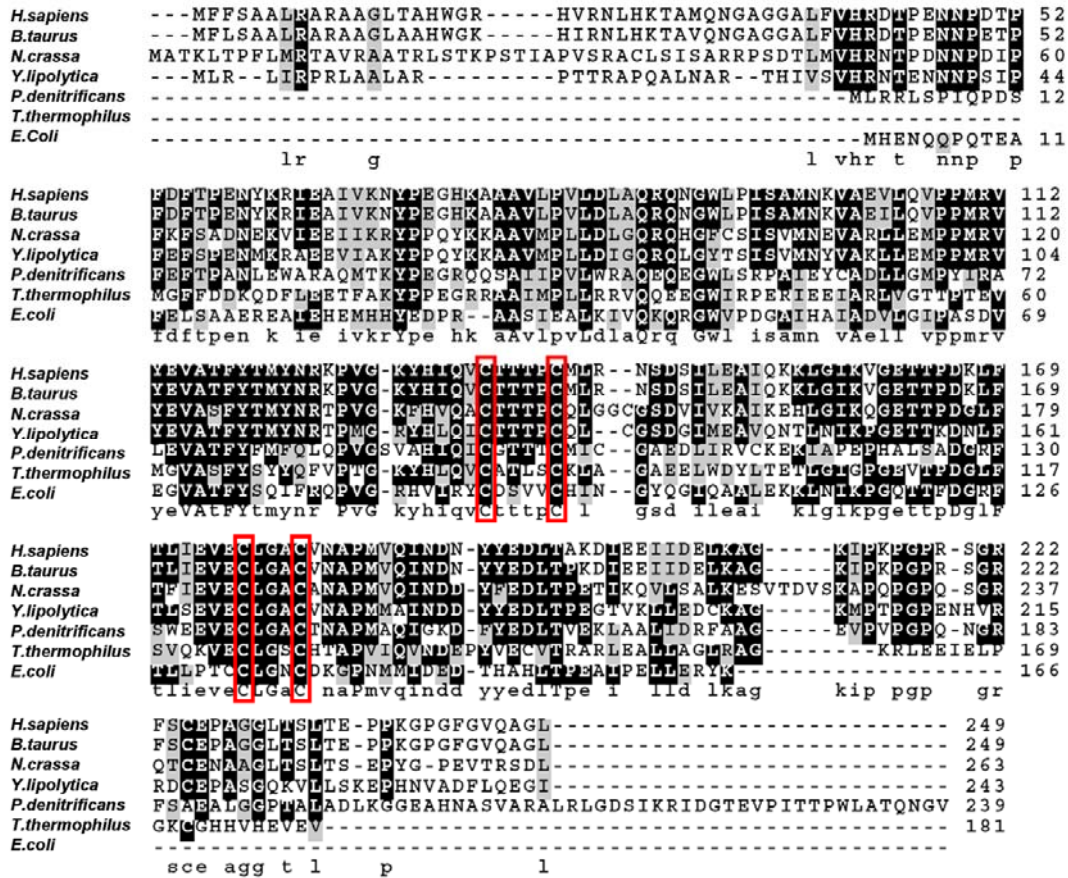 H.sapiens ---MFFSAALRARAAGLTAHWGR-----HVRNLHKTAMQNGAGGALFVHRDTPENNPDTP 52
B.taurus ---MFLSAALRARAAGLAAHWGK-----HIRNLHKTAVQNGAGGALFVHRDTPENNPETP 52
N.crassa MATKLTPFLMRTAVRAATRLSTKPSTIAPVSRACLSISARRPSDTLMVHRNTPENNPDTP 60
Y.lipolytica ---MLR--LIRPRLAALAR---------PTTRAPQALNAR--THIVSVHRNTENNNPSIP 44
P.denitrificans ------------------------------------------------MLRRLSPIQPDS 12
T.thermophilus ------------------------------------------------------------
E.Coli -------------------------------------------------MHENQQPQTEA 11
lr g l vhr t nnp p
H.sapiens FDFTPENYKRIEAIVKNYPEGHKAAAVLPVLDLAQRQNGWLPISAMNKVAEVLQVPPMRV 112
B.taurus FDFTPENYKRIEAIVKNYPEGHKAAAVLPVLDLAQRQNGWLPISAMNKVAEILQVPPMRV 112
N.crassa FKFSADNEKVIEEIIKRYPPQYKKAAVMPLLDLGQRQHGFCSISVMNEVARLLEMPPMRV 120
Y.lipolytica FEFSPENMKRAEEVIAKYPPQYKKAAVMPLLDIGQRQLGYTSISVMNYVAKLLEMPPMRV 104
P.denitrificans FEFTPANLEWARAQMTKYPEGRQQSAIIPVLWRAQEQEGWLSRPAIEYCADLLGMPYIRA 72
T.thermophilus MGFFDDKQDFLEETFAKYPPEGRRAAIMPLLRRVQQEEGWIRPERIEEIARLVGTTPTEV 60
E.coli FELSAAEREAIEHEMHHYEDPR--AASIEALKIVQKQRGWVPDGAIHAIADVLGIPASDV 69
fdftpen k ie ivkrYpe hk aAvlpvLdlaQrq Gwl isamn vAell vppmrv
H.sapiens YEVATFYTMYNRKPVG-KYHIQVCTTTPCMLR--NSDSILEAIQKKLGIKVGETTPDKLF 169
B.taurus YEVATFYTMYNRKPVG-KYHIQVCTTTPCMLR--NSDSILEAIQKKLGIKVGETTPDKLF 169
N.crassa YEVASFYTMYNRTPVG-KFHVQACTTTPCQLGGCGSDVIVKAIKEHLGIKQGETTPDGLF 179
Y.lipolytica YEVATFYTMYNRTPMG-RYHLQICTTTPCQL--CGSDGIMEAVQNTLNIKPGETTKDNLF 161
P.denitrificans LEVATFYFMFQLQPVGSVAHIQICGTTTCMIC--GAEDLIRVCKEKIAPEPHALSADGRF 130
T.thermophilus MGVASFYSYYQFVPTG-KYHLQVCATLSCKLA--GAEELWDYLTETLGIGPGEVTPDGLF 117
E.coli EGVATFYSQIFRQPVG-RHVIRYCDSVVCHIN--GYQGIQAALEKKLNIKPGQTTFDGRF 126
yeVAtFYtmynr PvG kyhiqvCtttpC l gsd ileai klgikpgettpDglF
H.sapiens TLIEVECLGACVNAPMVQINDN-YYEDLTAKDIEEIIDELKAG-----KIPKPGPR-SGR 222
B.taurus TLIEVECLGACVNAPMVQINDN-YYEDLTPKDIEEIIDELKAG-----KIPKPGPR-SGR 222
N.crassa TFIEVECLGACANAPMVQINDD-YFEDLTPETIKQVLSALKESVTDVSKAPQPGPQ-SGR 237
Y.lipolytica TLSEVECLGACVNAPMMAINDD-YYEDLTPEGTVKLLEDCKAG-----KMPTPGPENHVR 215
P.denitrificans SWEEVECLGACTNAPMAQIGKD-FYEDLTVEKLAALIDRFAAG-----EVPVPGPQ-NGR 183
T.thermophilus SVQKVECLGSCHTAPVIQVNDEPYVECVTRARLEALLAGLRAG--------KRLEEIELP 169
E.coli TLLPTCCLGNCDKGPNMMIDED-THAHLTPEAIPELLERYK------------------- 166
tlieveCLGaC naPmvqindd yyedlTpe i lld lkag kip pgp gr
H.sapiens FSCEPAGGLTSLTE-PPKGPGFGVQAGL---------------------------- 249
B.taurus FSCEPAGGLTSLTE-PPKGPGFGVQAGL---------------------------- 249
N.crassa QTCENAAGLTSLTS-EPYG-PEVTRSDL---------------------------- 263
Y.lipolytica RDCEPASGQKVLLSKEPHNVADFLQEGI---------------------------- 243
P.denitrificans FSAEALGGPTALADLKGGEAHNASVARALRLGDSIKRIDGTEVPITTPWLATQNGV 239
T.thermophilus GKCGHHVHEVEV-------------------------------------------- 181
E.coli --------------------------------------------------------
sce agg t l p l